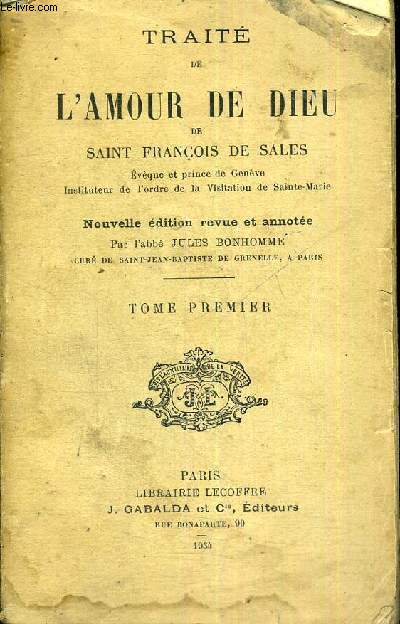 Le-livre.com
TRAITÉ
DE
L'AMOUR DE DIEU
DE
SAINT FRANÇOIS DE SALES
Évêque et prince de Genève
Instituteur de l'ordre de la Visitation de Sainte-Marie
Nouvelle édition revue et annotée
Par l'abbé JULES BONHOMME
CURÉ DE SAINT-JEAN-BAPTISTE DE GRENELLE, A PARIS
TOME PREMIER
JL
PARIS
LIBRAIRIE LECOFFRE
J. GABALDA et Cie, Éditeurs
RUE BONAPARTE, 90